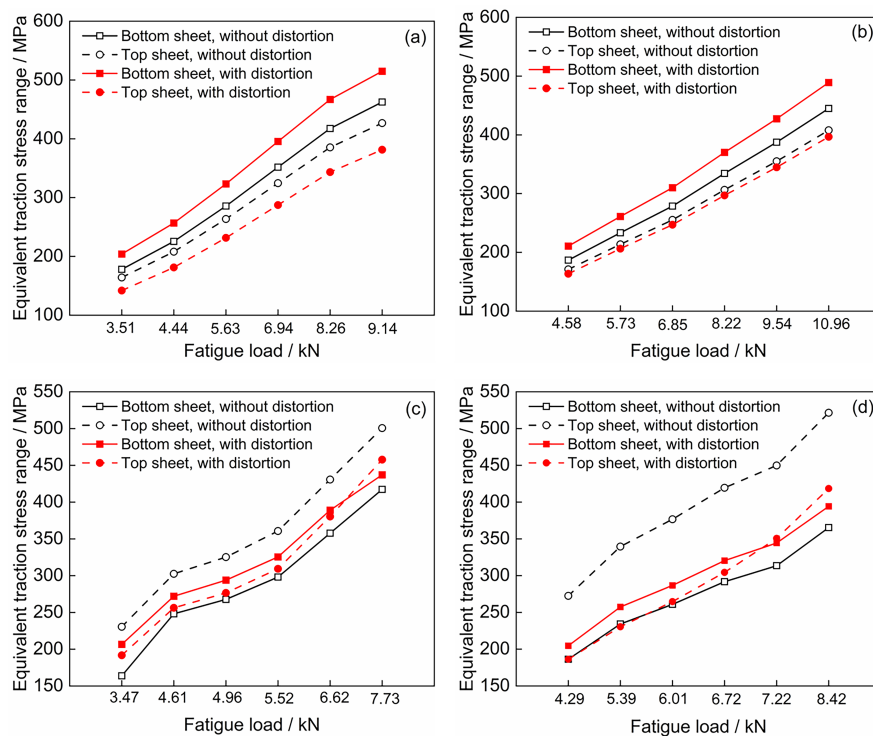 Equivalent traction stress range / MPa
600
500
400
300
200
100
Bottom sheet, without distortion
Top sheet, without distortion
Bottom sheet, with distortion
Top sheet, with distortion
(a)
3.51 4.44 5.63 6.94 8.26 9.14
Fatigue load / kN
Equivalent traction stress range / MPa
600
500
400
300
200
100
Bottom sheet, without distortion
Top sheet, without distortion
Bottom sheet, with distortion
Top sheet, with distortion
(b)
4.58 5.73 6.85 8.22 9.54 10.96
Fatigue load / kN
Equivalent traction stress range / MPa
550
500
450
400
350
300
250
200
150
Bottom sheet, without distortion
Top sheet, without distortion
Bottom sheet, with distortion
Top sheet, with distortion
(c)
3.47 4.61 4.96 5.52 6.62 7.73
Fatigue load / kN
Equivalent traction stress range / MPa
550
500
450
400
350
300
250
200
150
Bottom sheet, without distortion
Top sheet, without distortion
Bottom sheet, with distortion
Top sheet, with distortion
(d)
4.29 5.39 6.01 6.72 7.22 8.42
Fatigue load / kN